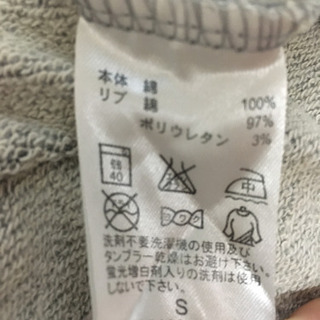 本体 綿 100%
リブ 綿 97%
ポリウレタン 3%
弱
40
中
洗剤不要洗濯機の使用及び
タンブラー乾燥はお避け下さい。
蛍光増白剤入りの洗剤は使用
しないで下さい。
S